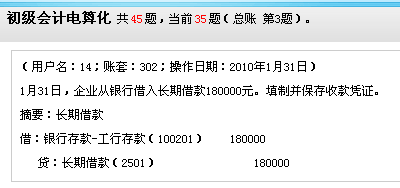 初级会计电算化 共45题，当前35题（总账 第3题）。
（用户名：14；账套：302；操作日期：2010年1月31日）
1月31日，企业从银行借入长期借款180000元。填制并保存收款凭证。
摘要：长期借款
借：银行存款-工行存款（100201） 180000
贷：长期借款（2501） 180000